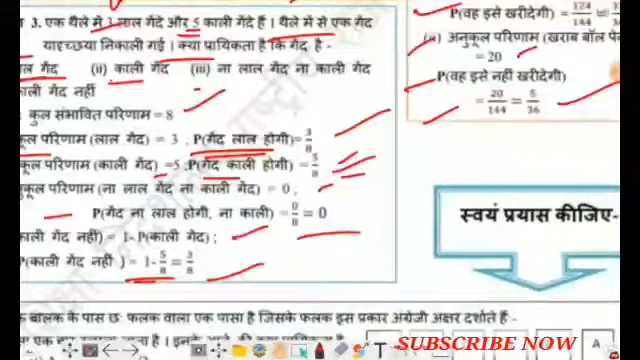 3. एक थैले में 3 लाल गेंदे और 5 काली गेंदे हैं । थैले में से एक गेंद
यादृच्छया निकाली गई । क्या प्रायिकता है कि गेंद है -
गेंद (ii) काली गेंद (iii) ना लाल गेंद ना काली गेंद
गेंद नहीं
कुल संभावित परिणाम = 8
परिणाम (लाल गेंद) = 3 ; P(गेंद लाल होगी)= 3/8
परिणाम (काली गेंद) =5 ; P(गेंद काली होगी)= 5/8
परिणाम (ना लाल गेंद ना काली गेंद) = 0,
P(गेंद ना लाल होगी, ना काली) = 0/8 = 0
गेंद नहीं) = 1- P(काली गेंद) ;
P(काली गेंद नहीं ) = 1- 5/8 = 3/8
बालक के पास छः फलक वाला एक पासा है जिसके फलक इस प्रकार अंग्रेजी अक्षर दर्शाते हैं -
P(वह इसे खरीदेगी) = 124/144 =
अनुकूल परिणाम (खराब बॉल
= 20
P(वह इसे नहीं खरीदेगी)
= 20/144 = 5/36
स्वयं प्रयास कीजिए-
A
SUBSCRIBE NOW